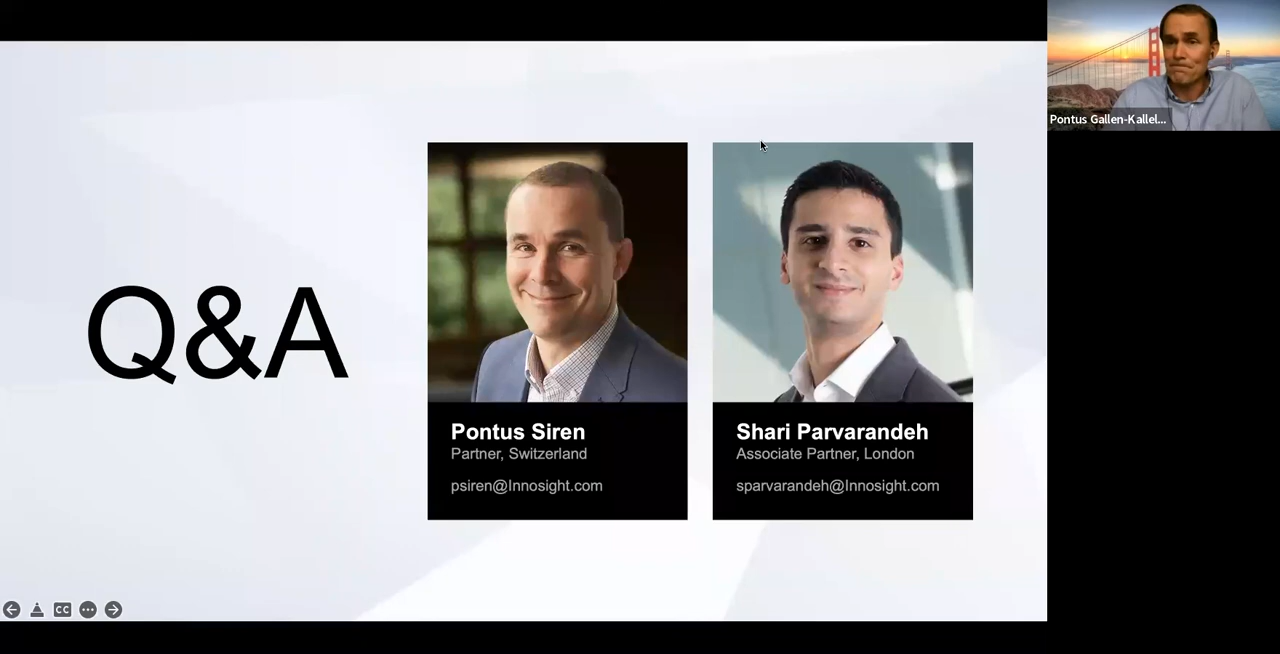 Q&A
Pontus Siren
Partner, Switzerland
psiren@Innosight.com
Shari Parvarandeh
Associate Partner, London
sparvarandeh@Innosight.com
Pontus Gallen-Kallel...
CC